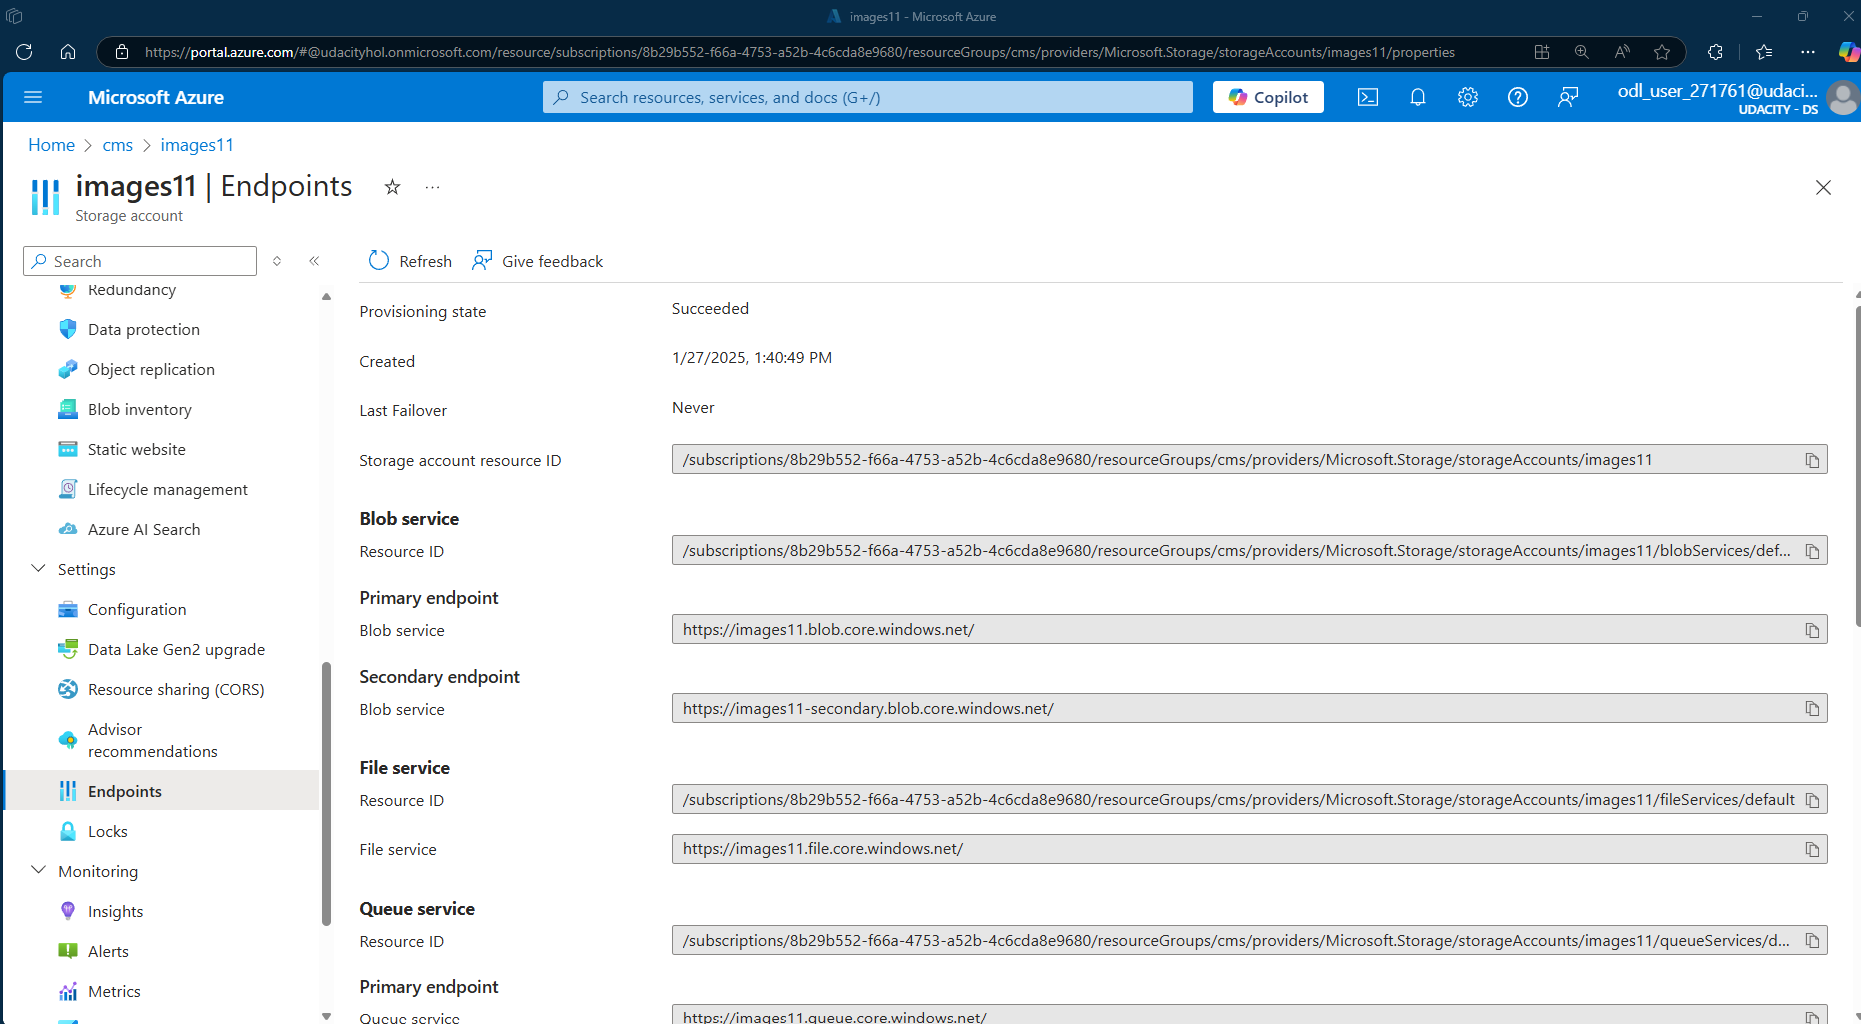 images11 - Microsoft Azure
https://portal.azure.com/#@udacityhol.onmicrosoft.com/resource/subscriptions/8b29b552-f66a-4753-a52b-4c6cda8e9680/resourceGroups/cms/providers/Microsoft.Storage/storageAccounts/images11/properties
Microsoft Azure
Search resources, services, and docs (G+/)
Copilot
odl_user_271761@udaci...
UDACITY - DS
Home > cms > images11
images11 | Endpoints
Storage account
Search
Refresh
Give feedback
Redundancy
Data protection
Object replication
Blob inventory
Static website
Lifecycle management
Azure AI Search
Settings
Configuration
Data Lake Gen2 upgrade
Resource sharing (CORS)
Advisor
recommendations
Endpoints
Locks
Monitoring
Insights
Alerts
Metrics
Provisioning state Succeeded
Created 1/27/2025, 1:40:49 PM
Last Failover Never
Storage account resource ID /subscriptions/8b29b552-f66a-4753-a52b-4c6cda8e9680/resourceGroups/cms/providers/Microsoft.Storage/storageAccounts/images11
Blob service
Resource ID /subscriptions/8b29b552-f66a-4753-a52b-4c6cda8e9680/resourceGroups/cms/providers/Microsoft.Storage/storageAccounts/images11/blobServices/def...
Primary endpoint
Blob service https://images11.blob.core.windows.net/
Secondary endpoint
Blob service https://images11-secondary.blob.core.windows.net/
File service
Resource ID /subscriptions/8b29b552-f66a-4753-a52b-4c6cda8e9680/resourceGroups/cms/providers/Microsoft.Storage/storageAccounts/images11/fileServices/default
File service https://images11.file.core.windows.net/
Queue service
Resource ID /subscriptions/8b29b552-f66a-4753-a52b-4c6cda8e9680/resourceGroups/cms/providers/Microsoft.Storage/storageAccounts/images11/queueServices/d...
Primary endpoint
Queue service https://images11.queue.core.windows.net/